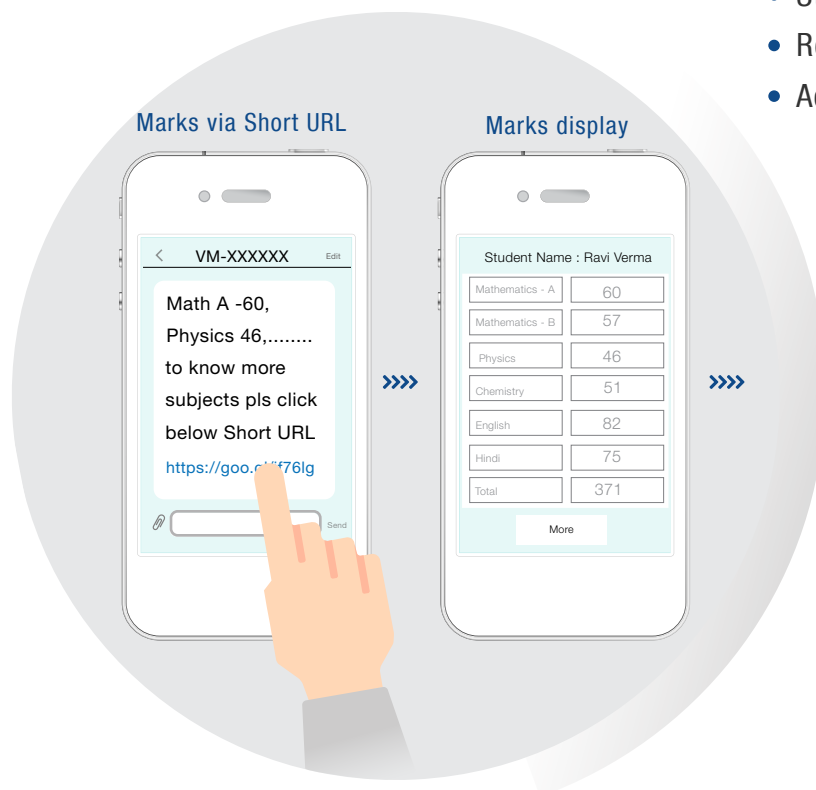 Marks via Short URL
VM-XXXXXX Edit
Math A -60,
Physics 46,........
to know more
subjects pls click
below Short URL
Send
Marks display
Student Name : Ravi Verma
Mathematics - A 60
Mathematics - B 57
Physics 46
Chemistry 51
English 82
Hindi 75
Total 371
More